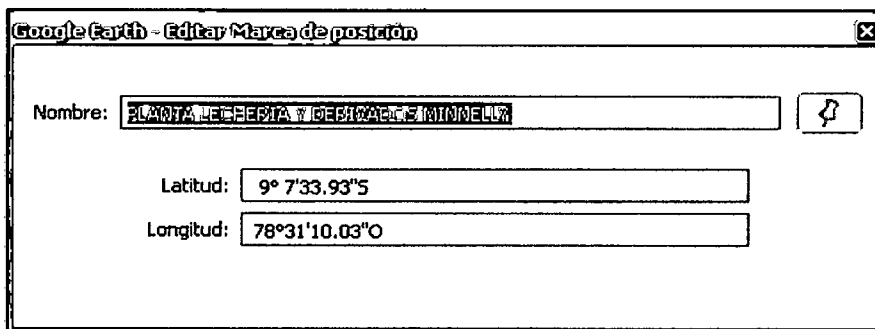 Google Earth - Editar Marca de posición
Nombre: PLANTA LECHERIA Y DERIVADOS MINNELLY
Latitud: 9° 7'33.93"S
Longitud: 78°31'10.03"O